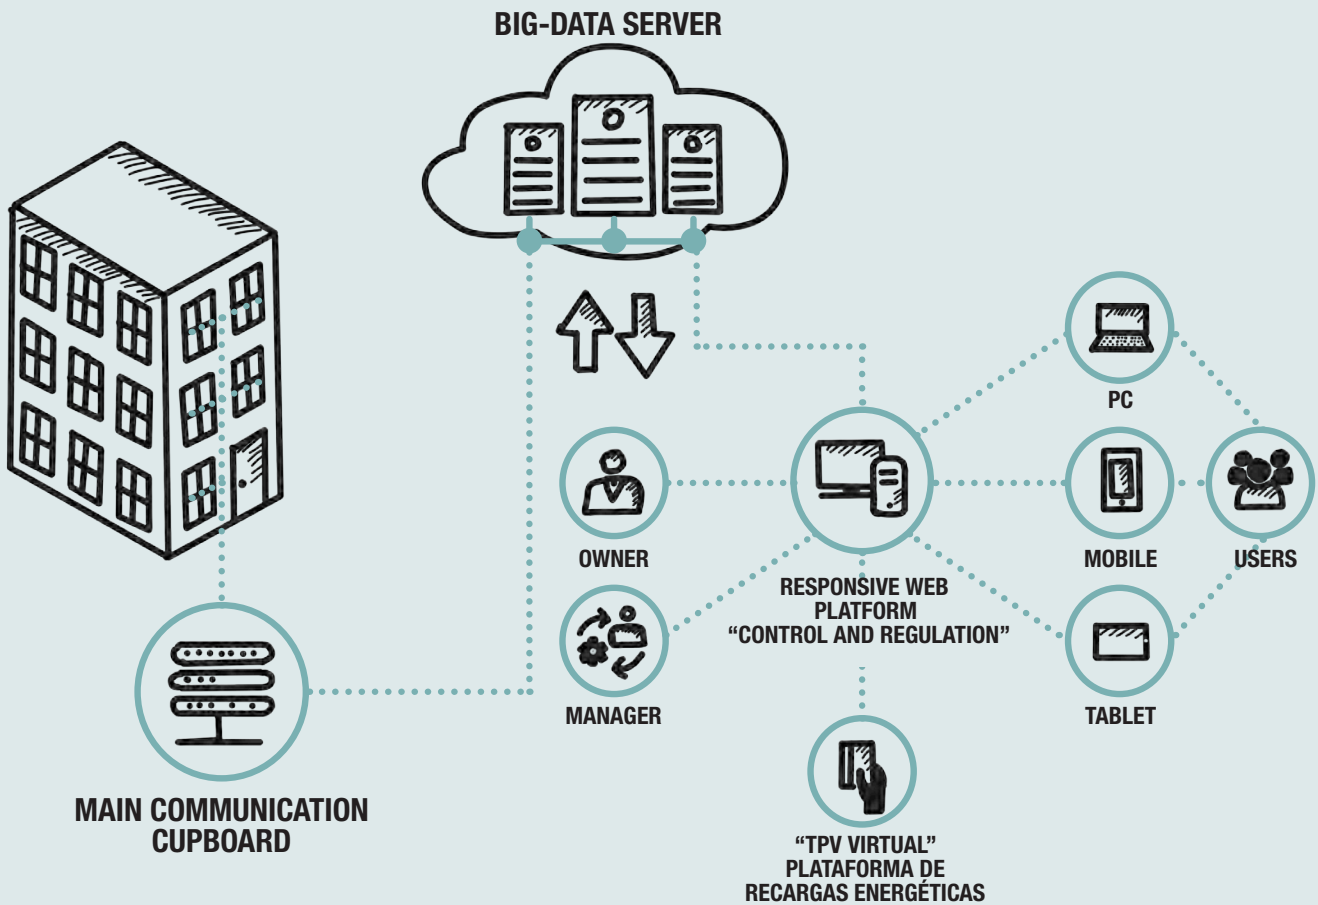 BIG-DATA SERVER
PC
OWNER
MOBILE
USERS
RESPONSIVE WEB
PLATFORM
“CONTROL AND REGULATION”
MANAGER
TABLET
MAIN COMMUNICATION
CUPBOARD
“TPV VIRTUAL”
PLATAFORMA DE
RECARGAS ENERGÉTICAS